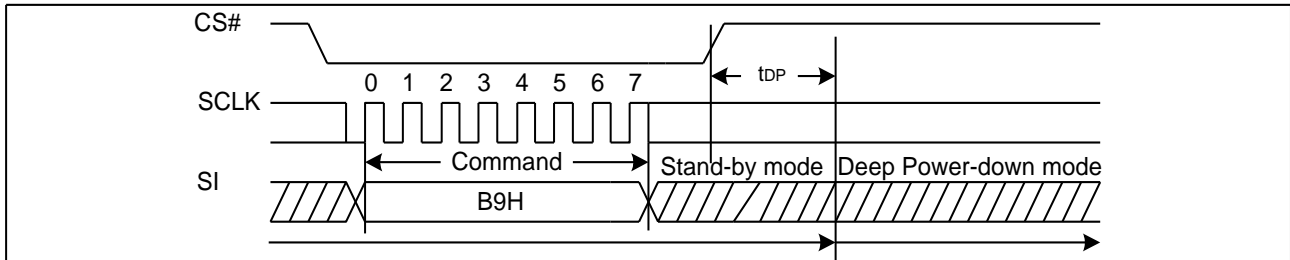 CS#
tDP
0 1 2 3 4 5 6 7
SCLK
Command
Stand-by mode Deep Power-down mode
SI
B9H